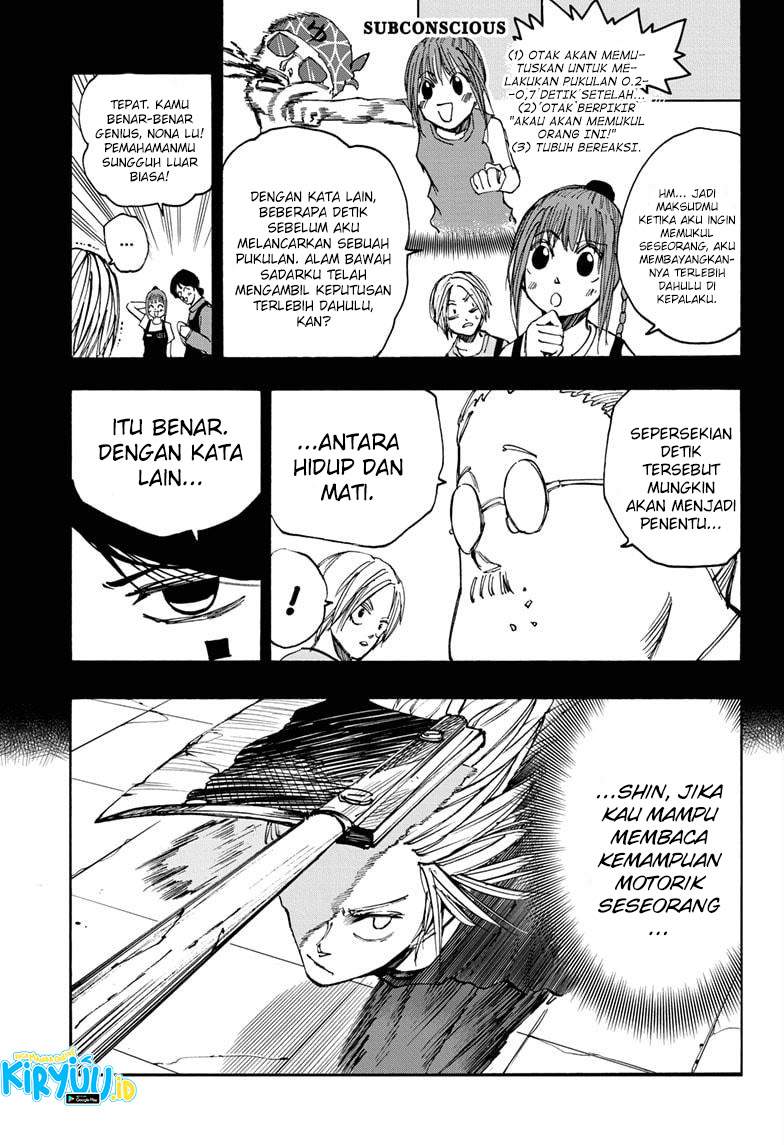 SUBCONSCIOUS
(1) OTAK AKAN MEMU-
TUSKAN UNTUK ME-
LAKUKAN PUKULAN 0.2-
-0,7 DETIK SETELAH...
(2) OTAK BERPIKIR
"AKAU AKAN MEMUKUL
ORANG INI!"
(3) TUBUH BEREAKSI.
HM... JADI
MAKSUDMU
KETIKA AKU INGIN
MEMUKUL
SESEORANG, AKU
MEMBAYANGKAN-
NYA TERLEBIH
DAHULU DI
KEPALAKU.
DENGAN KATA LAIN,
BEBERAPA DETIK
SEBELUM AKU
MELANCARKAN SEBUAH
PUKULAN. ALAM BAWAH
SADARKU TELAH
MENGAMBIL KEPUTUSAN
TERLEBIH DAHULU,
KAN?
TEPAT. KAMU
BENAR-BENAR
GENIUS, NONA LU!
PEMAHAMANMU
SUNGGUH LUAR
BIASA!
...
SEPERSEKIAN
DETIK
TERSEBUT
MUNGKIN
AKAN MENJADI
PENENTU...
...ANTARA
HIDUP DAN
MATI.
!
ITU BENAR.
DENGAN KATA
LAIN...
...SHIN, JIKA
KAU MAMPU
MEMBACA
KEMAMPUAN
MOTORIK
SESEORANG
...
KIRYUU.iD
Google Play